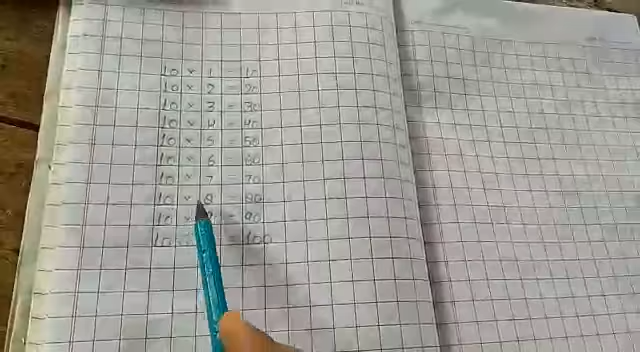 10 × 1 = 10
10 × 2 = 20
10 × 3 = 30
10 × 4 = 40
10 × 5 = 50
10 × 6 = 60
10 × 7 = 70
10 × 8 = 80
10 × 9 = 90
10 = 100